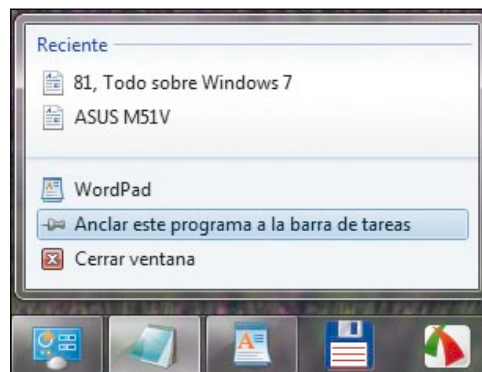 Reciente
81, Todo sobre Windows 7
ASUS M51V
WordPad
Anclar este programa a la barra de tareas
Cerrar ventana